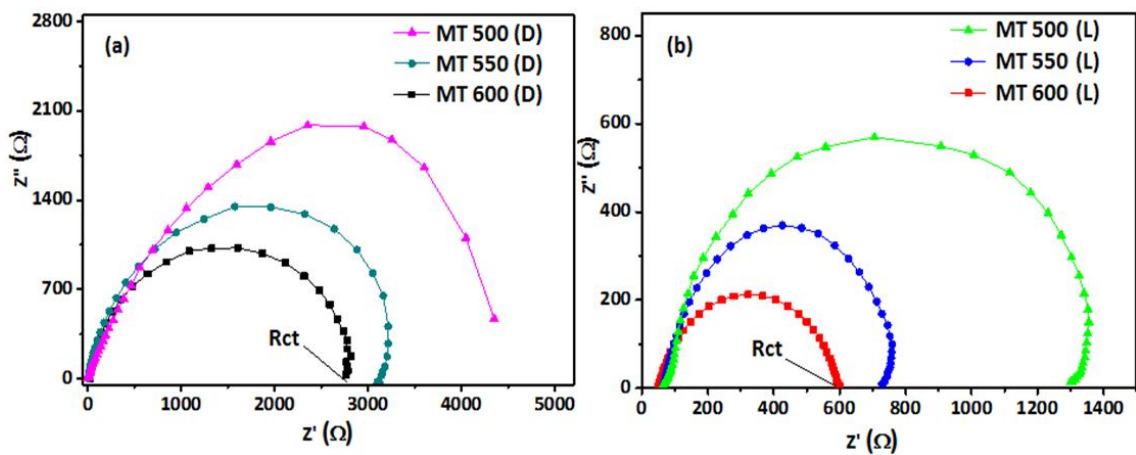 (a)
MT 500 (D)
MT 550 (D)
MT 600 (D)
2800
2100
1400
700
0
Z'' (Ω)
Rct
0 1000 2000 3000 4000 5000
Z' (Ω)
(b)
MT 500 (L)
MT 550 (L)
MT 600 (L)
800
600
400
200
0
Z'' (Ω)
Rct
0 200 400 600 800 1000 1200 1400
Z' (Ω)